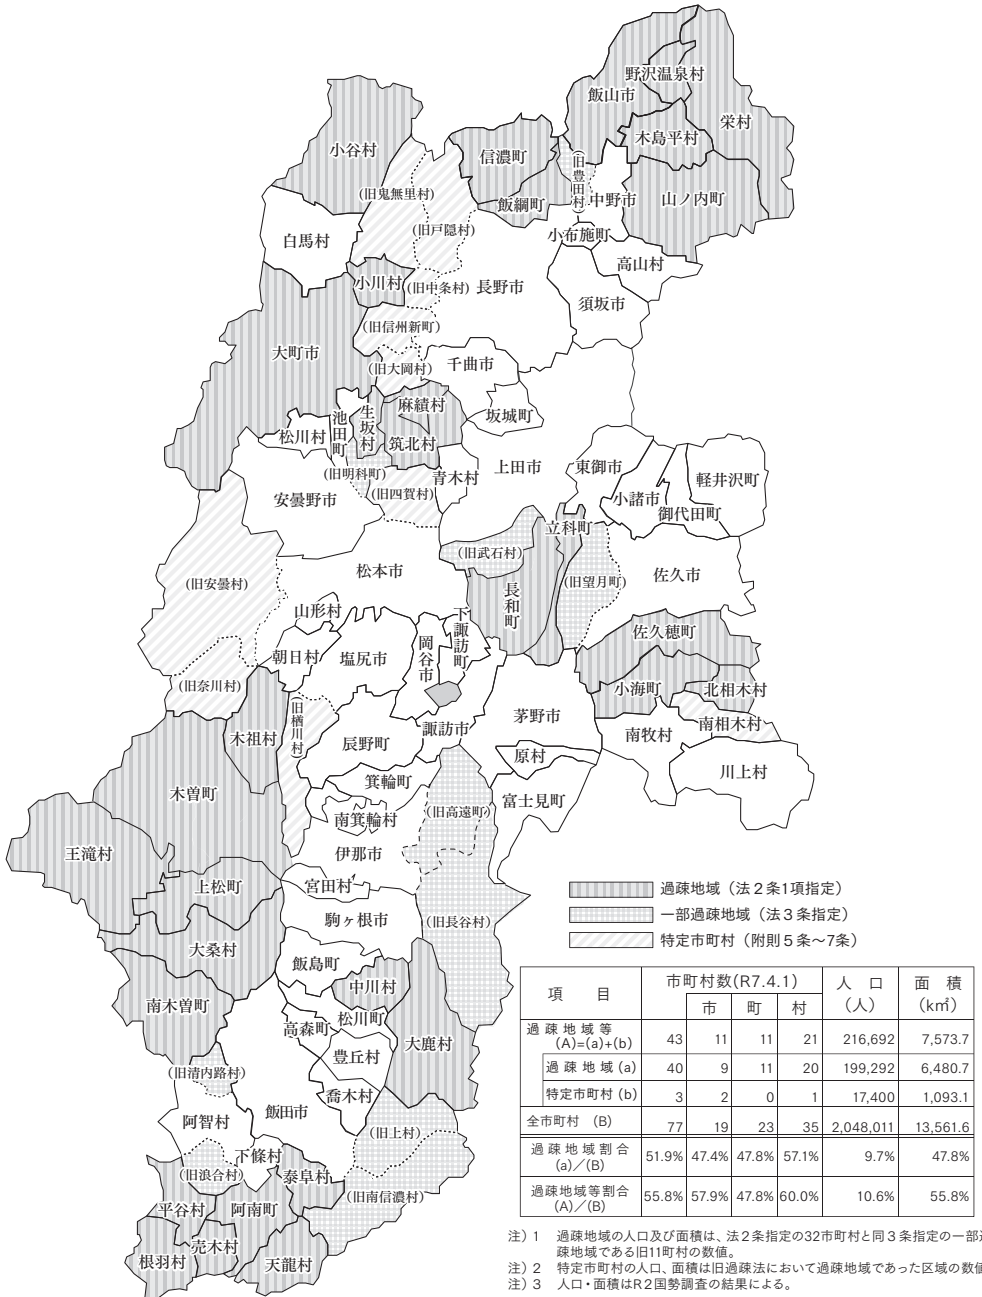 野沢温泉村
飯山市
栄村
木島平村
小谷村
信濃町
(旧豊田村)
(旧鬼無里村)
飯綱町
中野市
山ノ内町
(旧戸隠村)
白馬村
小布施町
高山村
小川村
(旧中条村)
長野市
須坂市
(旧信州新町)
大町市
(旧大岡村)
千曲市
麻績村
生坂村
池田町
坂城町
松川村
筑北村
(旧明科町)
青木村
上田市
東御市
軽井沢町
安曇野市
(旧四賀村)
小諸市
御代田町
立科町
(旧武石村)
松本市
(旧安曇村)
長和町
(旧望月町)
佐久市
山形村
下諏訪町
岡谷市
佐久穂町
朝日村
塩尻市
(旧奈川村)
小海町
北相木村
(旧楢川村)
茅野市
南相木村
木祖村
辰野町
諏訪市
南牧村
原村
川上村
箕輪町
木曽町
富士見町
南箕輪村
(旧高遠町)
王滝村
伊那市
上松町
宮田村
駒ヶ根市
(旧長谷村)
大桑村
飯島町
中川村
南木曽町
高森町
松川町
大鹿村
豊丘村
(旧清内路村)
喬木村
阿智村
飯田市
(旧上村)
下條村
(旧浪合村)
泰阜村
(旧南信濃村)
平谷村
阿南町
売木村
根羽村
天龍村
過疎地域（法２条1項指定）
一部過疎地域（法３条指定）
特定市町村（附則５条～7条）
項　目 市町村数(R7.4.1) 人　口（人） 面　積（k㎡）
市 町 村
過疎地域等(A)=(a)+(b) 43 11 11 21 216,692 7,573.7
過疎地域(a) 40 9 11 20 199,292 6,480.7
特定市町村(b) 3 2 0 1 17,400 1,093.1
全市町村 (B) 77 19 23 35 2,048,011 13,561.6
過疎地域割合(a)／(B) 51.9% 47.4% 47.8% 57.1% 9.7% 47.8%
過疎地域等割合(A)／(B) 55.8% 57.9% 47.8% 60.0% 10.6% 55.8%
注）1　過疎地域の人口及び面積は、法２条指定の32市町村と同３条指定の一部
疎地域である旧11町村の数値。
注）2　特定市町村の人口、面積は旧過疎法において過疎地域であった区域の数値
注）3　人口・面積はR２国勢調査の結果による。